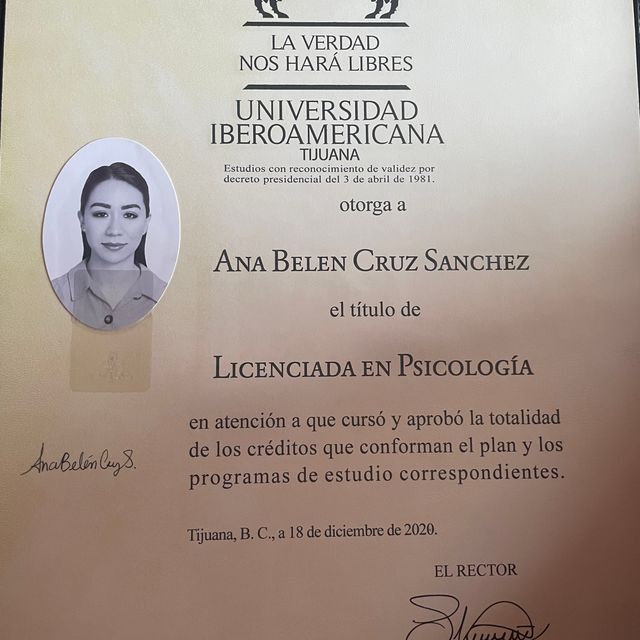 LA VERDAD
NOS HARÁ LIBRES
UNIVERSIDAD
IBEROAMERICANA
TIJUANA
Estudios con reconocimiento de validez por
decreto presidencial del 3 de abril de 1981.
otorga a
ANA BELEN CRUZ SANCHEZ
el título de
LICENCIADA EN PSICOLOGÍA
en atención a que cursó y aprobó la totalidad
de los créditos que conforman el plan y los
programas de estudio correspondientes.
Ana Belén Cruz S.
Tijuana, B. C., a 18 de diciembre de 2020.
EL RECTOR